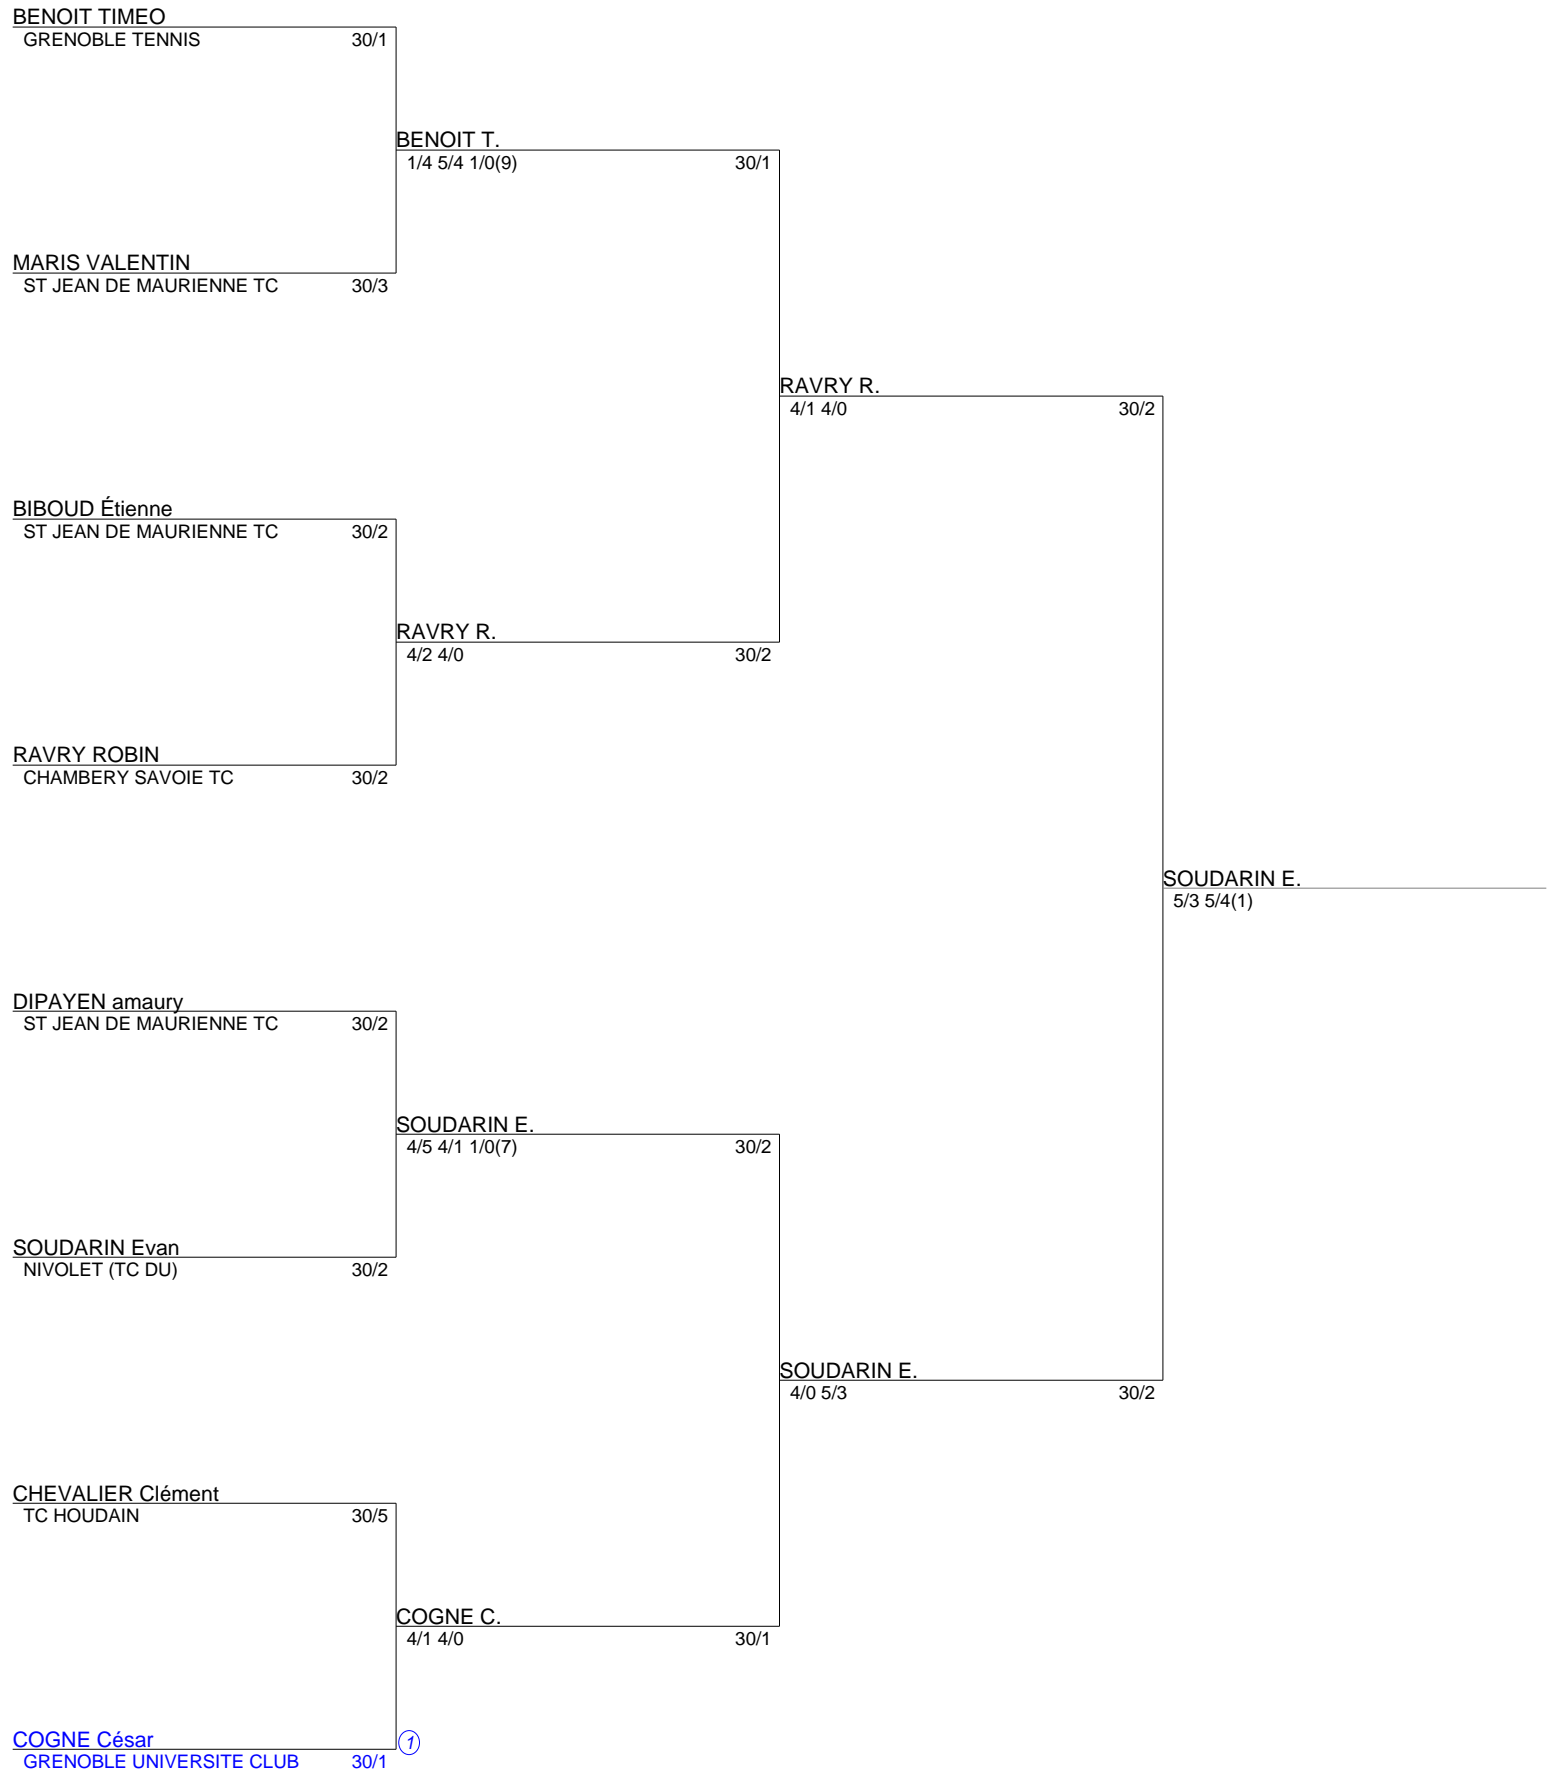 BENOIT TIMEO
GRENOBLE TENNIS 30/1
BENOIT T.
1/4 5/4 1/0(9) 30/1
MARIS VALENTIN
ST JEAN DE MAURIENNE TC 30/3
RAVRY R.
4/1 4/0 30/2
BIBOUD Étienne
ST JEAN DE MAURIENNE TC 30/2
RAVRY R.
4/2 4/0 30/2
RAVRY ROBIN
CHAMBERY SAVOIE TC 30/2
SOUDARIN E.
5/3 5/4(1)
DIPAYEN amaury
ST JEAN DE MAURIENNE TC 30/2
SOUDARIN E.
4/5 4/1 1/0(7) 30/2
SOUDARIN Evan
NIVOLET (TC DU) 30/2
SOUDARIN E.
4/0 5/3 30/2
CHEVALIER Clément
TC HOUDAIN 30/5
COGNE C.
4/1 4/0 30/1
COGNE César 1
GRENOBLE UNIVERSITE CLUB 30/1